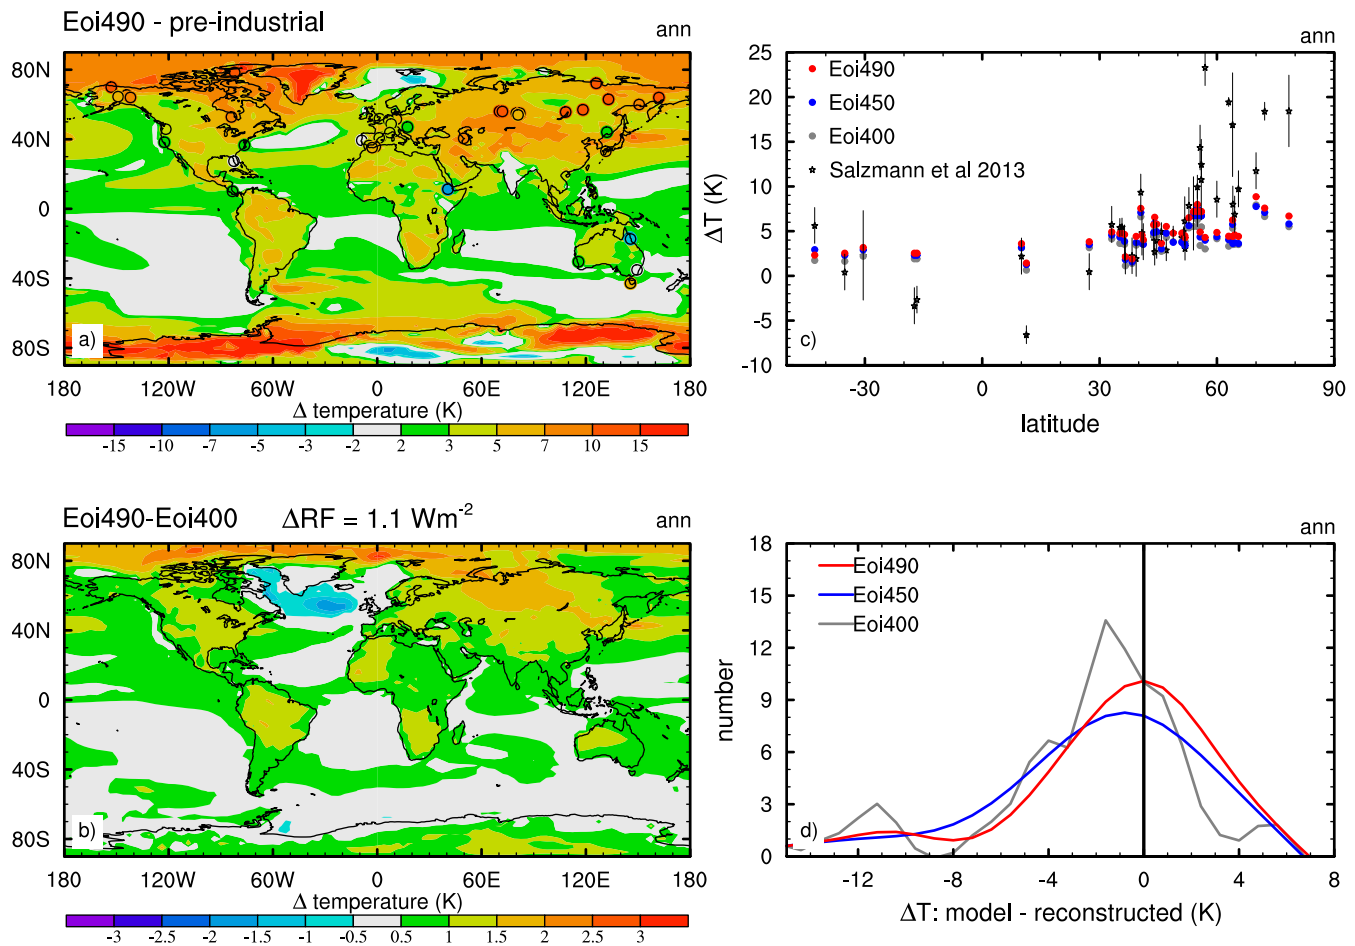 Eoi490 - pre-industrial
ann
80N
40N
0
40S
80S
a)
180 120W 60W 0 60E 120E 180
Δ temperature (K)
-15 -10 -7 -5 -3 -2 2 3 5 7 10 15
ann
25
20
15
10
5
0
-5
-10
ΔT (K)
Eoi490
Eoi450
Eoi400
Salzmann et al 2013
c)
-30 0 30 60 90
latitude
Eoi490-Eoi400 ΔRF = 1.1 Wm-2
ann
80N
40N
0
40S
80S
b)
180 120W 60W 0 60E 120E 180
Δ temperature (K)
-3 -2.5 -2 -1.5 -1 -0.5 0.5 1 1.5 2 2.5 3
ann
18
15
12
9
6
3
0
number
Eoi490
Eoi450
Eoi400
d)
-12 -8 -4 0 4 8
ΔT: model - reconstructed (K)